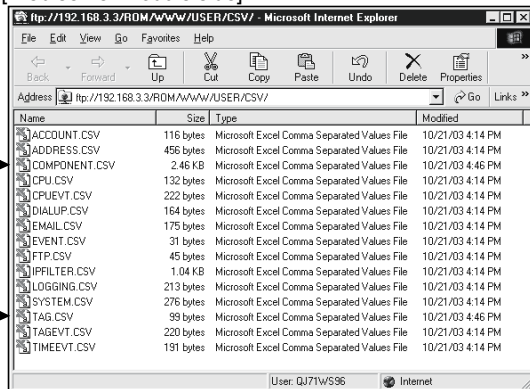 ftp://192.168.3.3/ROM/WWW/USER/CSV/ - Microsoft Internet Explorer
File Edit View Go Favorites Help
Back Forward Up Cut Copy Paste Undo Delete Properties »
Address ftp://192.168.3.3/ROM/WWW/USER/CSV/ Go Links »
Name Size Type Modified
ACCOUNT.CSV 116 bytes Microsoft Excel Comma Separated Values File 10/21/03 4:14 PM
ADDRESS.CSV 456 bytes Microsoft Excel Comma Separated Values File 10/21/03 4:14 PM
COMPONENT.CSV 2.46 KB Microsoft Excel Comma Separated Values File 10/21/03 4:46 PM
CPU.CSV 132 bytes Microsoft Excel Comma Separated Values File 10/21/03 4:14 PM
CPUEVT.CSV 222 bytes Microsoft Excel Comma Separated Values File 10/21/03 4:14 PM
DIALUP.CSV 164 bytes Microsoft Excel Comma Separated Values File 10/21/03 4:14 PM
EMAIL.CSV 175 bytes Microsoft Excel Comma Separated Values File 10/21/03 4:14 PM
EVENT.CSV 31 bytes Microsoft Excel Comma Separated Values File 10/21/03 4:14 PM
FTP.CSV 45 bytes Microsoft Excel Comma Separated Values File 10/21/03 4:14 PM
IPFILTER.CSV 1.04 KB Microsoft Excel Comma Separated Values File 10/21/03 4:14 PM
LOGGING.CSV 213 bytes Microsoft Excel Comma Separated Values File 10/21/03 4:14 PM
SYSTEM.CSV 276 bytes Microsoft Excel Comma Separated Values File 10/21/03 4:14 PM
TAG.CSV 99 bytes Microsoft Excel Comma Separated Values File 10/21/03 4:46 PM
TAGEVT.CSV 220 bytes Microsoft Excel Comma Separated Values File 10/21/03 4:14 PM
TIMEEVT.CSV 191 bytes Microsoft Excel Comma Separated Values File 10/21/03 4:14 PM
User: QJ71WS96 Internet